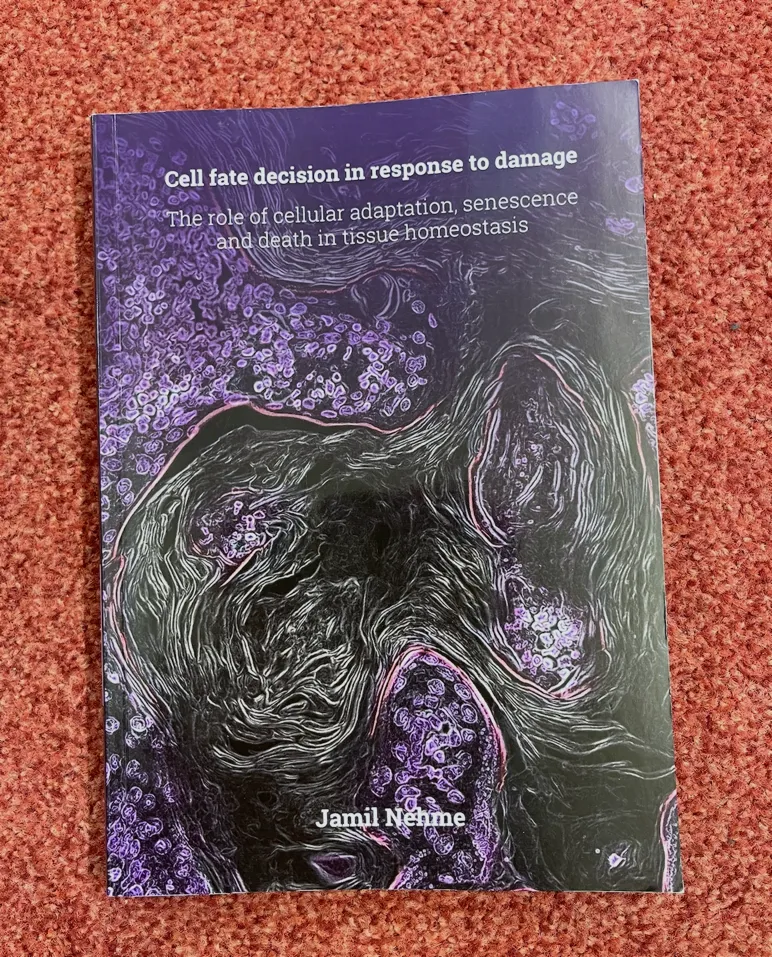 Cell fate decision in response to damage
The role of cellular adaptation, senescence
and death in tissue homeostasis
Jamil Nehme